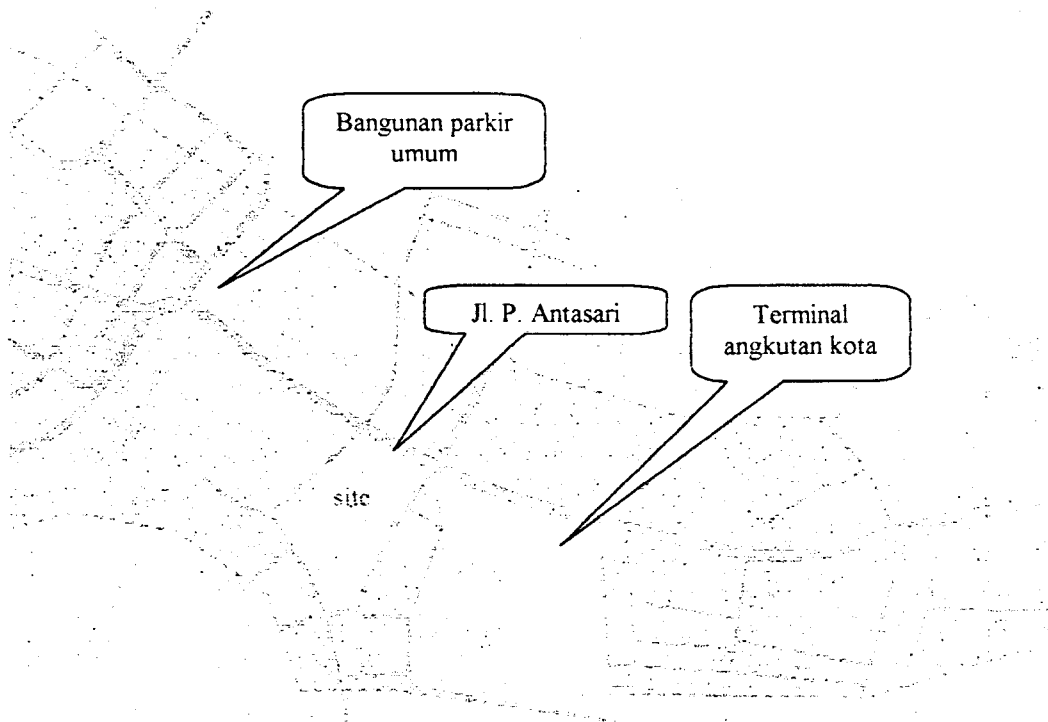 Bangunan parkir
umum
Jl. P. Antasari
Terminal
angkutan kota
site